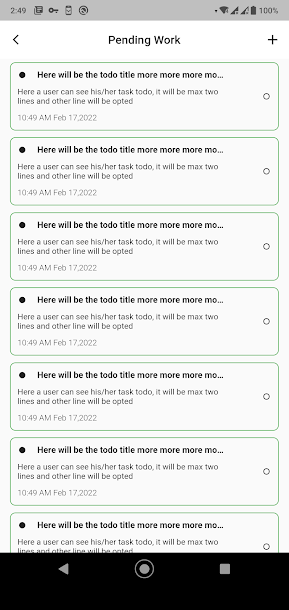 2:49
100%
Pending Work
Here will be the todo title more more more mo...
Here a user can see his/her task todo, it will be max two
lines and other line will be opted
10:49 AM Feb 17,2022
Here will be the todo title more more more mo...
Here a user can see his/her task todo, it will be max two
lines and other line will be opted
10:49 AM Feb 17,2022
Here will be the todo title more more more mo...
Here a user can see his/her task todo, it will be max two
lines and other line will be opted
10:49 AM Feb 17,2022
Here will be the todo title more more more mo...
Here a user can see his/her task todo, it will be max two
lines and other line will be opted
10:49 AM Feb 17,2022
Here will be the todo title more more more mo...
Here a user can see his/her task todo, it will be max two
lines and other line will be opted
10:49 AM Feb 17,2022
Here will be the todo title more more more mo...
Here a user can see his/her task todo, it will be max two
lines and other line will be opted
10:49 AM Feb 17,2022
Here will be the todo title more more more mo...
Here a user can see his/her task todo, it will be max two
lines and other line will be opted